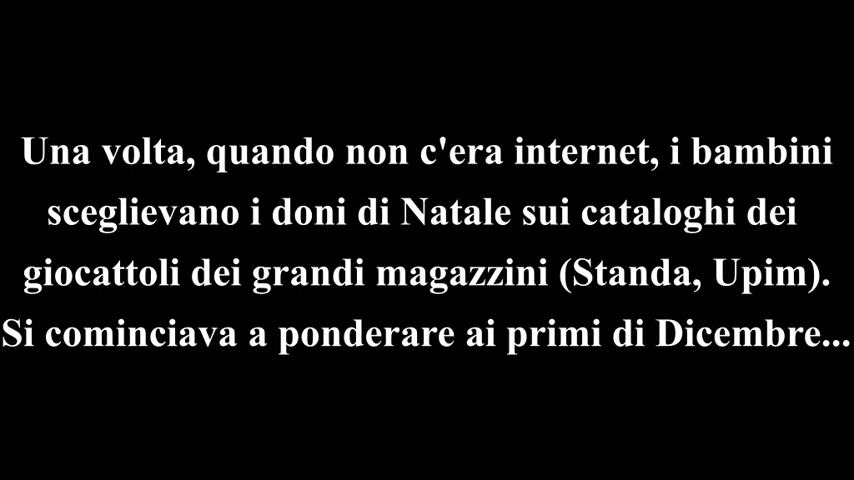 Una volta, quando non c'era internet, i bambini
sceglievano i doni di Natale sui cataloghi dei
giocattoli dei grandi magazzini (Standa, Upim).
Si cominciava a ponderare ai primi di Dicembre...